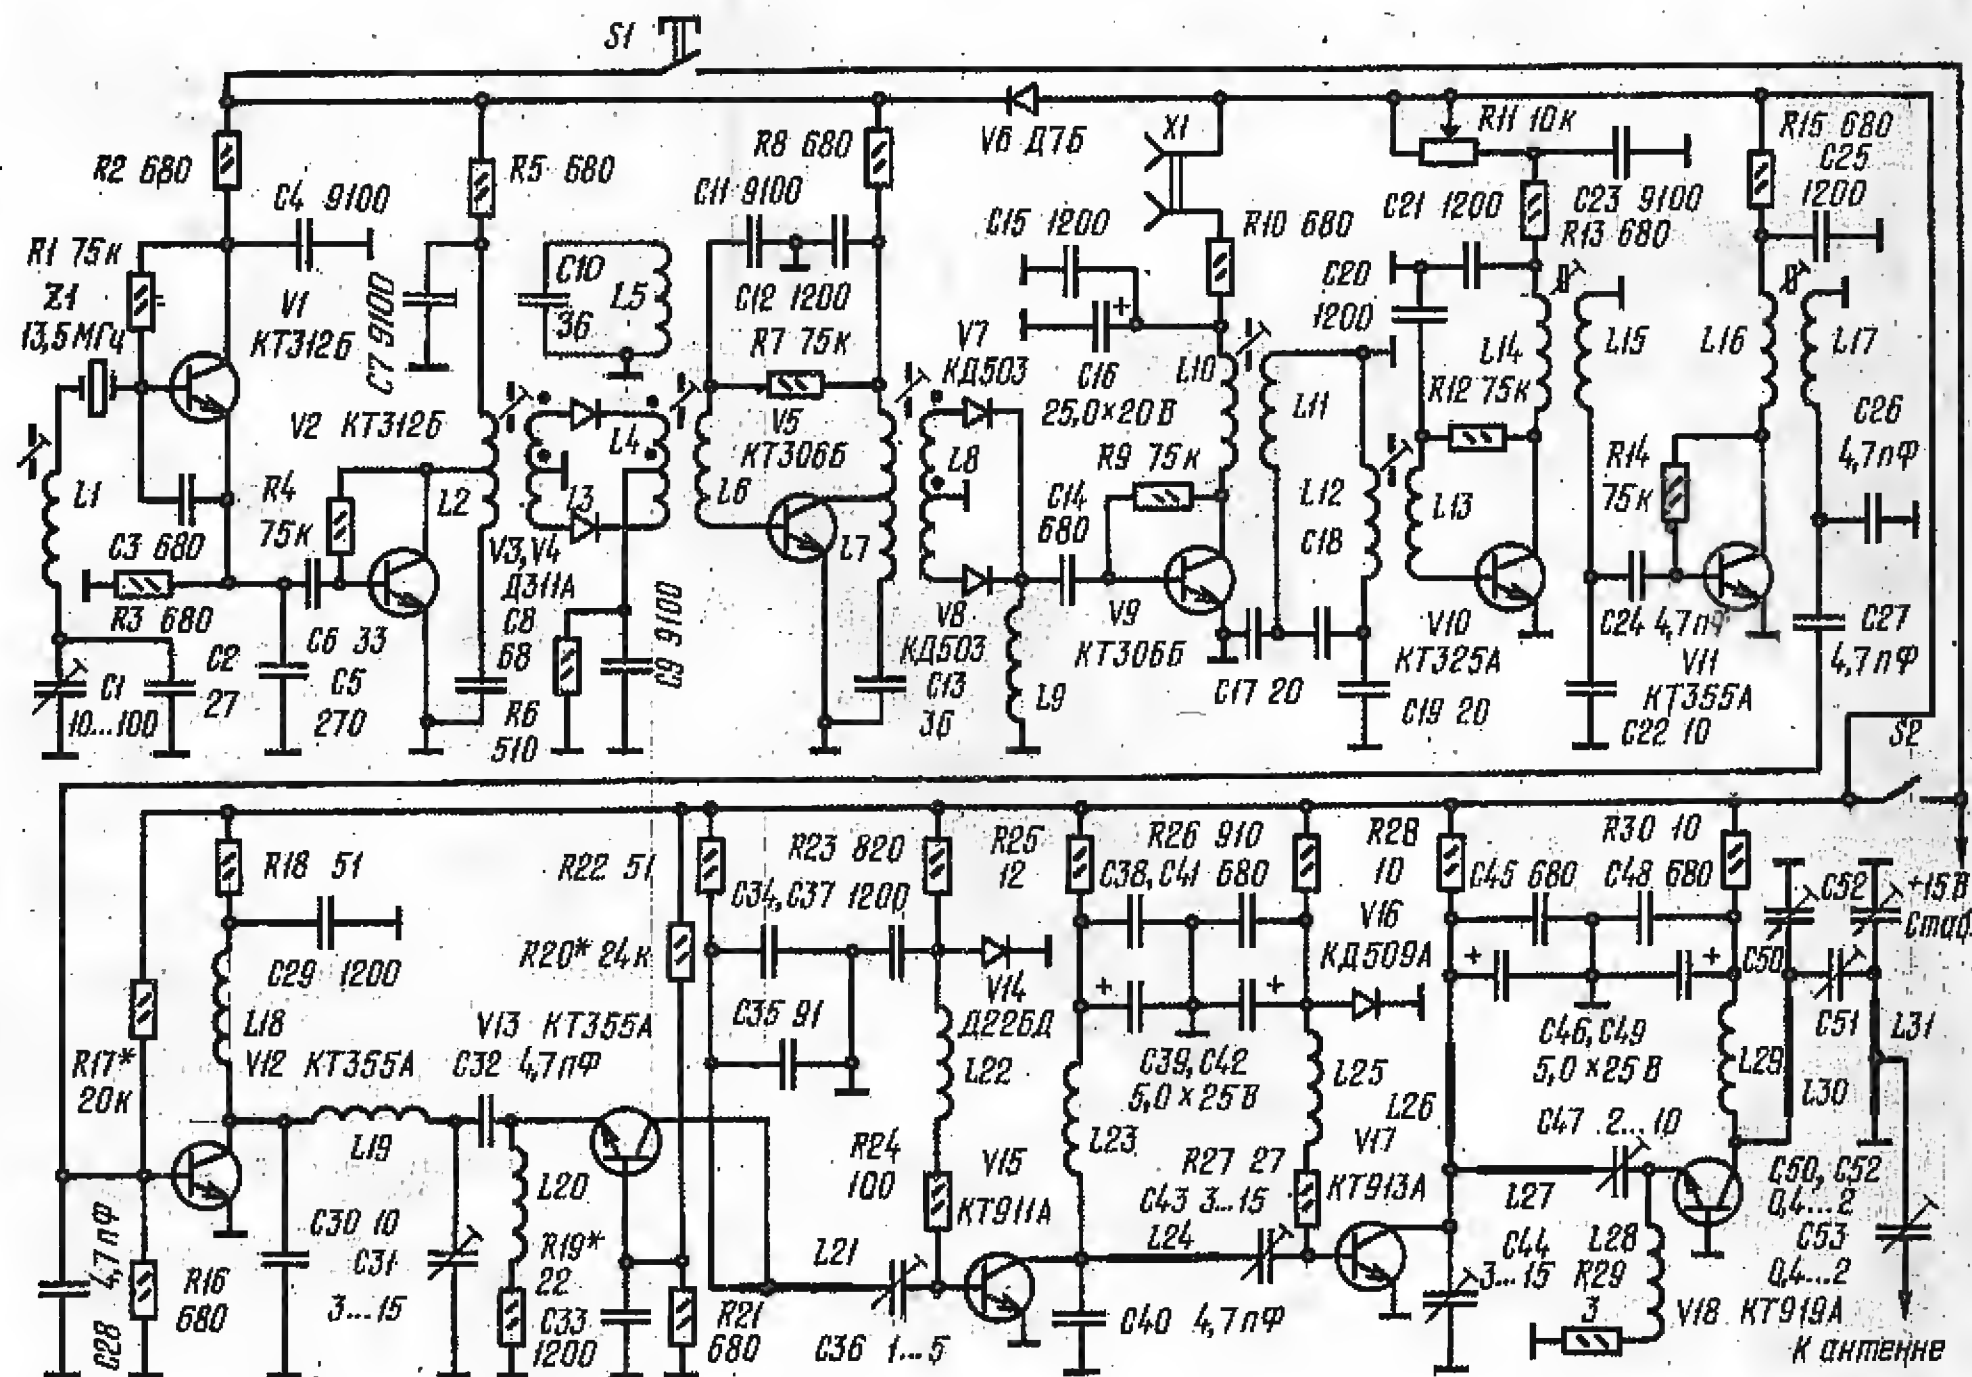 S1
R2 680
C4 9100
R1 75к
Z1
13,5 МГц
V1
КТ312Б
C7 9100
R5 680
C10
36
L5
R8 680
C11 9100
C12 1200
R7 75к
V6 Д7Б
X1
C15 1200
R10 680
C16
25,0×20 В
V7
КД503
R11 10к
C21 1200
C23 9100
R13 680
C20
1200
R15 680
C25
1200
L10
L11
L14
L15
L16
L17
R12 75к
V2 КТ312Б
R4
75к
L1
C3 680
R3 680
L2
L3
L4
V3, V4
Д311А
C8
68
C9 9100
V5
КТ306Б
L6
L7
L8
R9 75к
C14
680
L12
C18
L13
R14
75к
C26
4,7пФ
C1
10...100
C2
27
C6 33
C5
270
R6
510
V8
КД503
C13
36
L9
V9
КТ306Б
C17 20
C19 20
V10
КТ325А
C24 4,7пФ
V11
КТ355А
C22 10
C27
4,7пФ
S2
R18 51
C29 1200
L18
V12 КТ355А
R17*
20к
R22 51
R20* 24к
V13 КТ355А
C32 4,7пФ
R23 820
C34, C37 1200
C35 91
V14
Д226Д
L22
R25
12
R26 910
C38, C41 680
C39, C42
5,0×25В
R28
10
V16
КД509А
L25
L26
C45 680
R30 10
C48 680
C46, C49
5,0×25В
C52
+15В
Стаб.
C50
C51
L31
L29
L30
L19
L20
R24
100
V15
КТ911А
L23
R27 27
C43 3...15
L24
V17
КТ913А
C47 2...10
L27
C50, C52
0,4...2
C53
0,4...2
C28 4,7пФ
R16
680
C30 10
C31
3...15
R19*
22
C33
1200
R21
680
L21
C36 1...5
C40 4,7пФ
C44
3...15
L28
R29
3
V18 КТ919А
К антенне